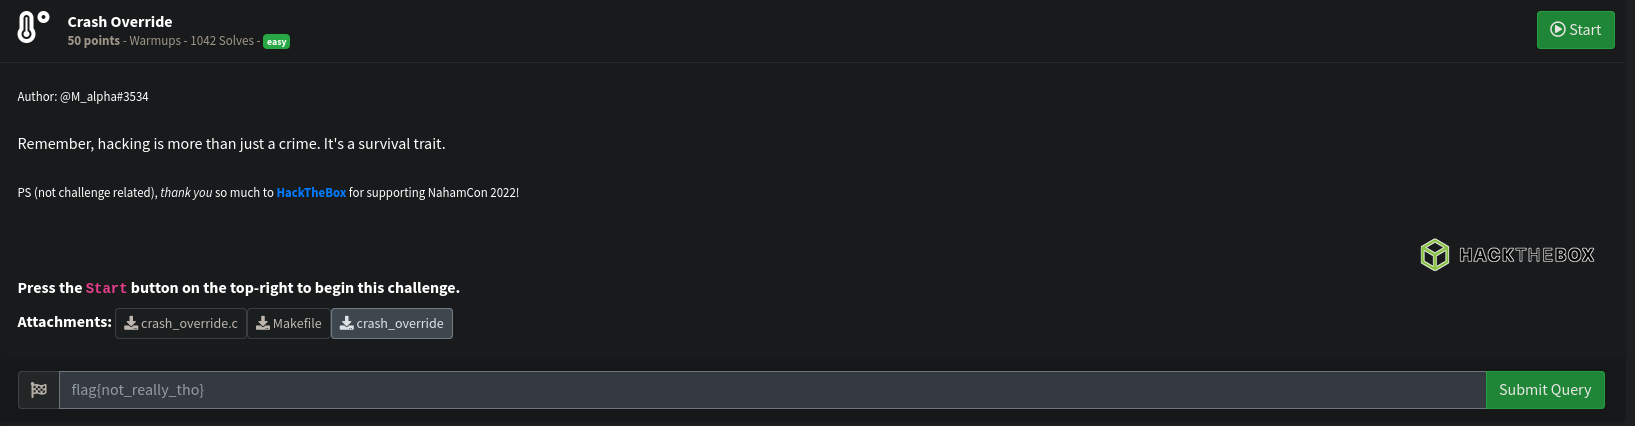 Crash Override
50 points - Warmups - 1042 Solves - easy
Start
Author: @M_alpha#3534
Remember, hacking is more than just a crime. It's a survival trait.
PS (not challenge related), thank you so much to HackTheBox for supporting NahamCon 2022!
HACKTHEBOX
Press the Start button on the top-right to begin this challenge.
Attachments: crash_override.c Makefile crash_override
flag{not_really_tho} Submit Query